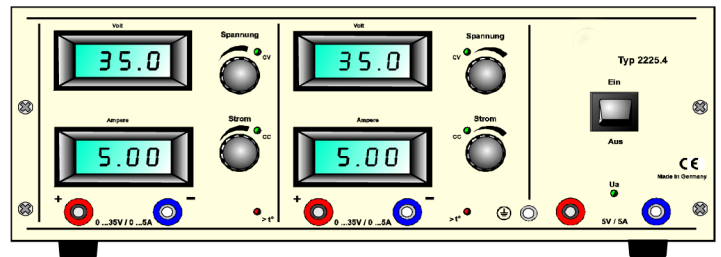 Volt
35.0
Spannung
CV
Ampere
5.00
Strom
CC
+ −
0 ...35V / 0 ...5A
> t°
Volt
35.0
Spannung
CV
Ampere
5.00
Strom
CC
+ −
0 ...35V / 0 ...5A
> t°
Typ 2225.4
Ein
Aus
CE
Made in Germany
Ua
5V / 5A